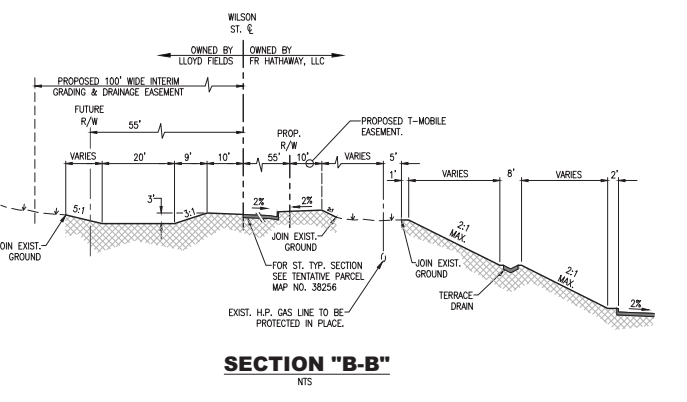 WILSON
ST. ℄
OWNED BY
LLOYD FIELDS
OWNED BY
FR HATHAWAY, LLC
PROPOSED 100' WIDE INTERIM
GRADING & DRAINAGE EASEMENT
FUTURE
R/W
55'
PROP.
R/W
PROPOSED T-MOBILE
EASEMENT.
VARIES
20'
9'
10'
55'
10'
VARIES
5'
1'
VARIES
8'
VARIES
2'
5:1
3'
3:1
2%
2%
JOIN EXIST.
GROUND
OIN EXIST.
GROUND
FOR ST. TYP. SECTION
SEE TENTATIVE PARCEL
MAP NO. 38256
EXIST. H.P. GAS LINE TO BE
PROTECTED IN PLACE.
JOIN EXIST.
GROUND
2:1
MAX.
TERRACE
DRAIN
2:1
MAX.
2%
SECTION "B-B"
NTS